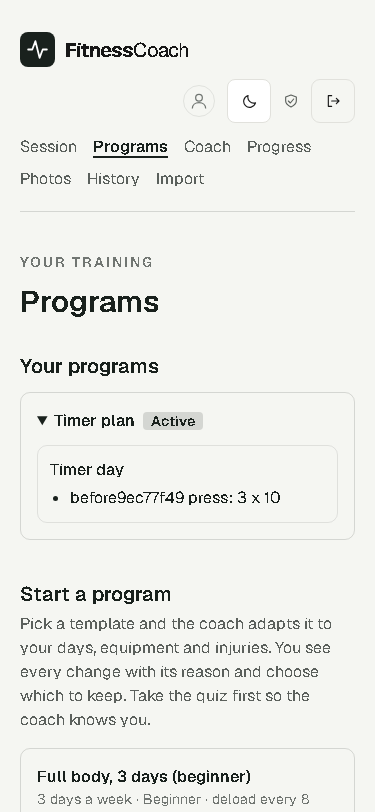 FitnessCoach
Session Programs Coach Progress
Photos History Import
YOUR TRAINING
Programs
Your programs
Timer plan Active
Timer day
before9ec77f49 press: 3 x 10
Start a program
Pick a template and the coach adapts it to
your days, equipment and injuries. You see
every change with its reason and choose
which to keep. Take the quiz first so the
coach knows you.
Full body, 3 days (beginner)
3 days a week · Beginner · deload every 8